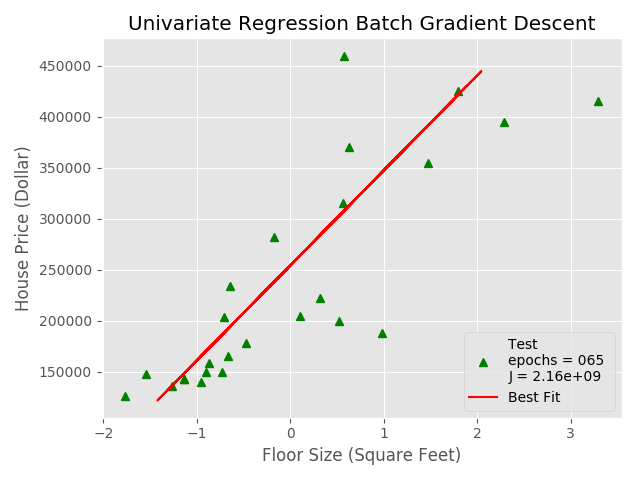 Univariate Regression Batch Gradient Descent
House Price (Dollar)
450000
400000
350000
300000
250000
200000
150000
Test
epochs = 065
J = 2.16e+09
Best Fit
−2
−1
0
1
2
3
Floor Size (Square Feet)